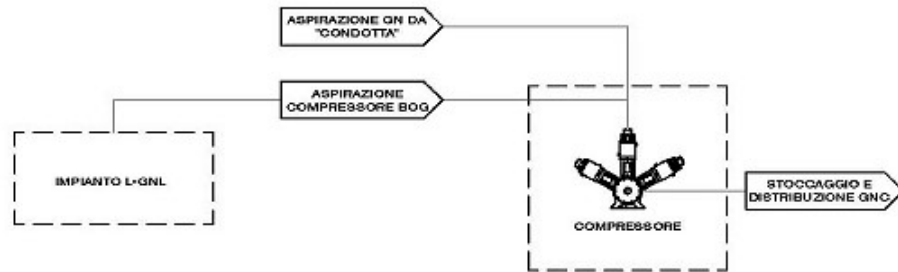 ASPIRAZIONE GN DA
"CONDOTTA"
ASPIRAZIONE
COMPRESSORE BOG
IMPIANTO L-GNL
COMPRESSORE
STOCCAGGIO E
DISTRIBUZIONE GNC